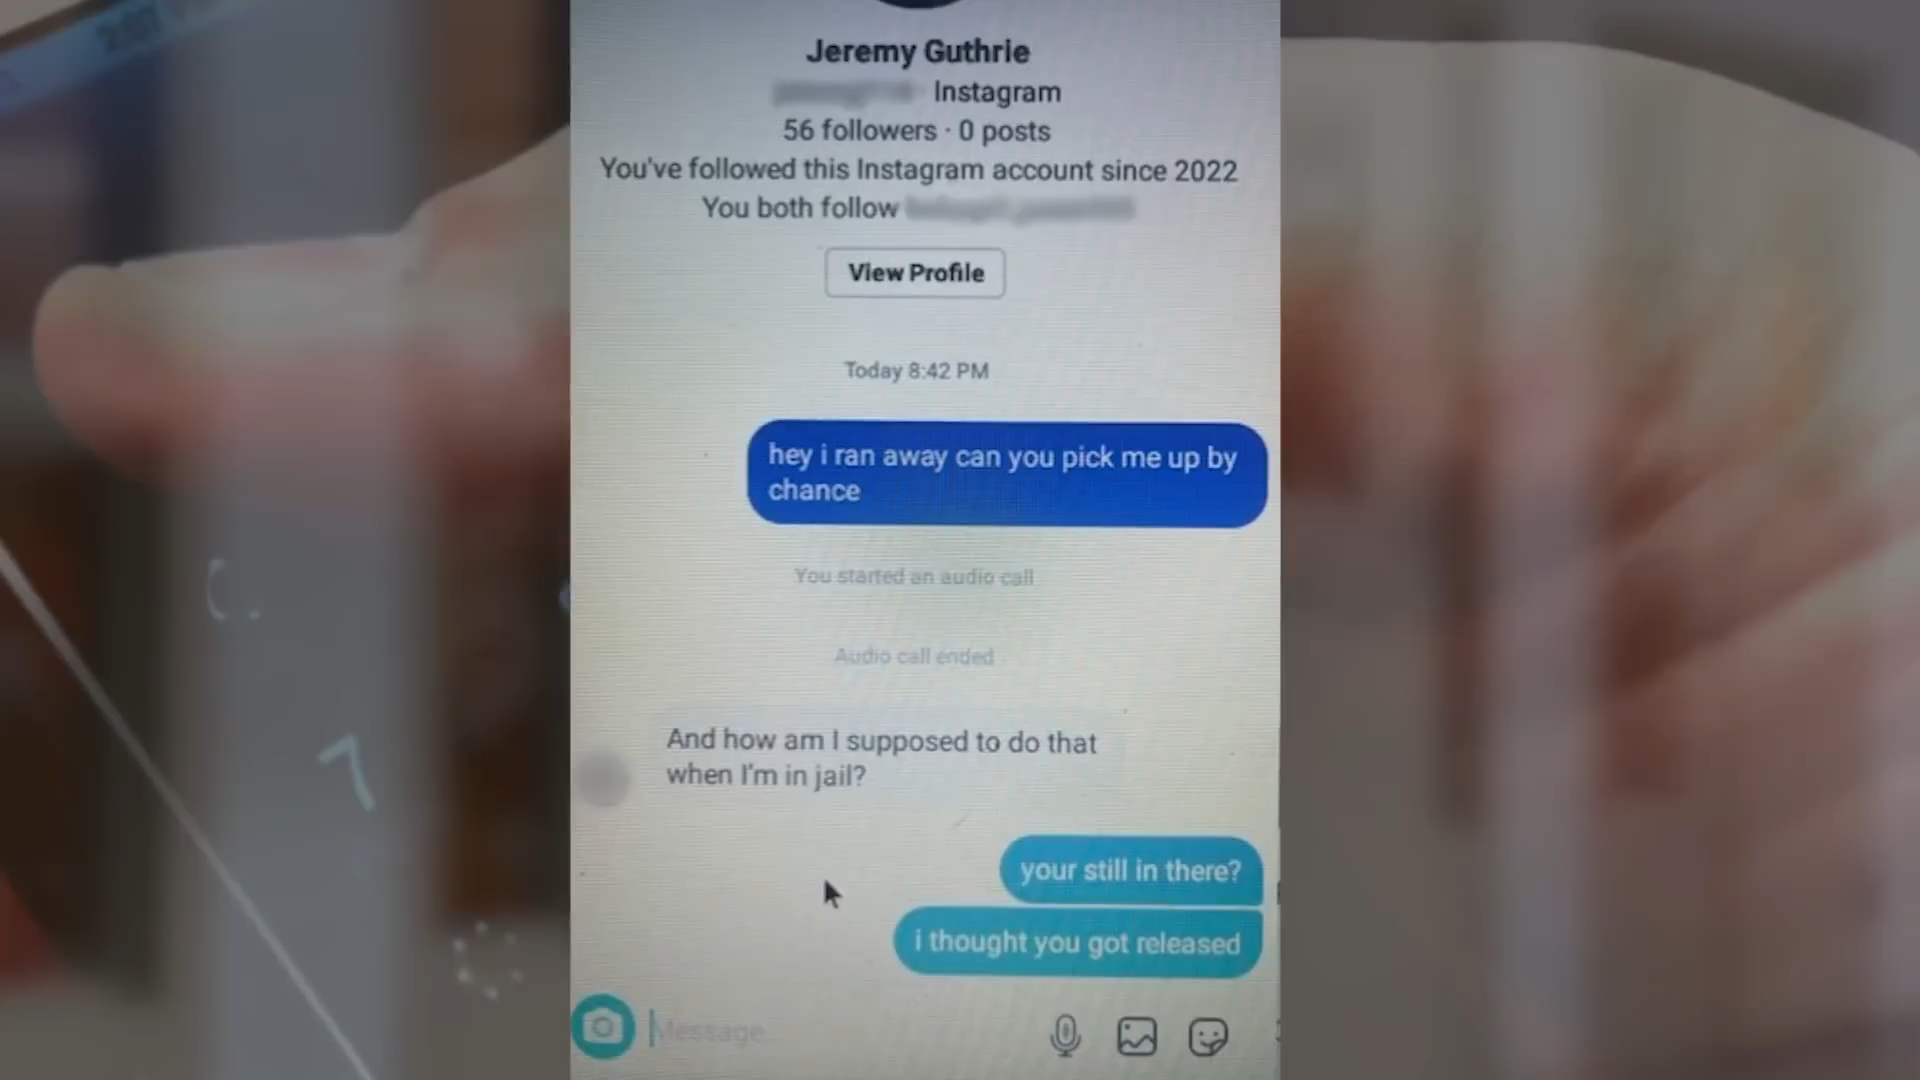 Jeremy Guthrie
Instagram
56 followers · 0 posts
You've followed this Instagram account since 2022
You both follow
View Profile
Today 8:42 PM
hey i ran away can you pick me up by
chance
You started an audio call
Audio call ended
And how am I supposed to do that
when I'm in jail?
your still in there?
i thought you got released
Message...